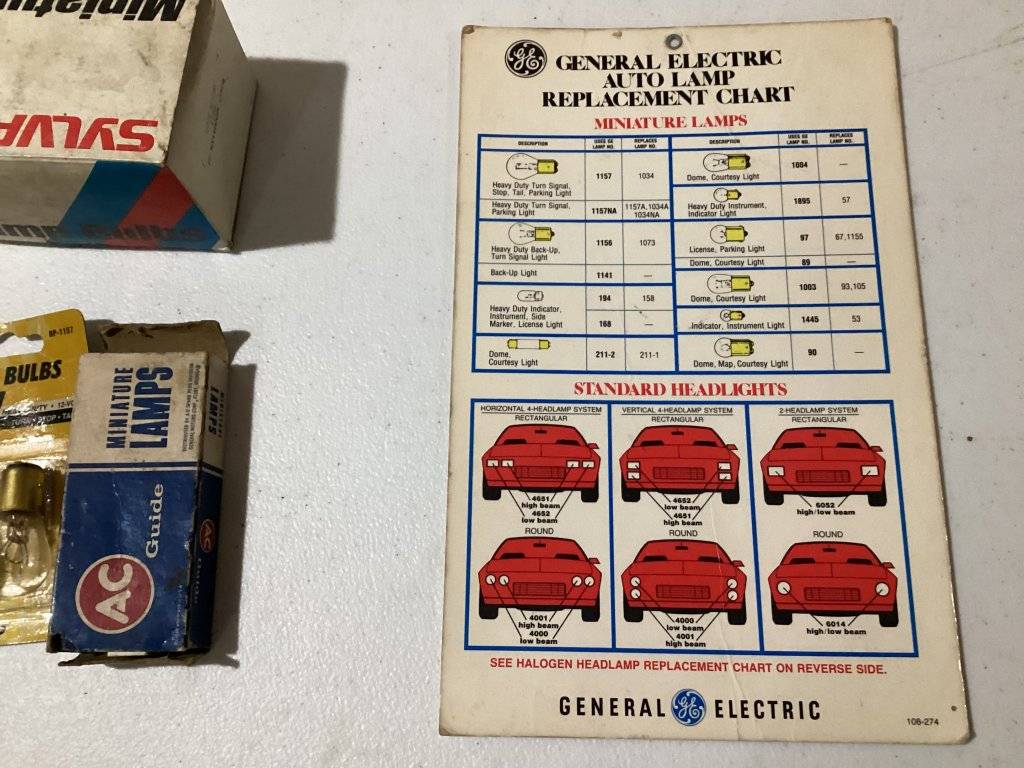 Miniature
SYLVA
BP-1157
BULBS
MINIATURE
LAMPS
Guide
AC
AC
LAMPS
GE
GENERAL ELECTRIC
AUTO LAMP
REPLACEMENT CHART
MINIATURE LAMPS
DESCRIPTION USES GE LAMP NO. REPLACES LAMP NO.
Heavy Duty Turn Signal, Stop, Tail, Parking Light 1157 1034
Heavy Duty Turn Signal, Parking Light 1157NA 1157A,1034A 1034NA
Heavy Duty Back-Up, Turn Signal Light 1156 1073
Back-Up Light 1141 —
Heavy Duty Indicator, Instrument, Side Marker, License Light 194 158
168 —
Dome, Courtesy Light 211-2 211-1
DESCRIPTION USES GE LAMP NO. REPLACES LAMP NO.
Dome, Courtesy Light 1004 —
Heavy Duty Instrument, Indicator Light 1895 57
License, Parking Light 97 67,1155
Dome, Courtesy Light 89 —
Dome, Courtesy Light 1003 93,105
Indicator, Instrument Light 1445 53
Dome, Map, Courtesy Light 90 —
STANDARD HEADLIGHTS
HORIZONTAL 4-HEADLAMP SYSTEM
RECTANGULAR
4651
high beam
4652
low beam
ROUND
4001
high beam
4000
low beam
VERTICAL 4-HEADLAMP SYSTEM
RECTANGULAR
4652
low beam
4651
high beam
ROUND
4000
low beam
4001
high beam
2-HEADLAMP SYSTEM
RECTANGULAR
6052
high/low beam
ROUND
6014
high/low beam
SEE HALOGEN HEADLAMP REPLACEMENT CHART ON REVERSE SIDE.
GENERAL GE ELECTRIC
108-274